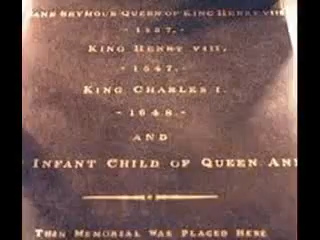 JANE SEYMOUR QUEEN OF KING HENRY VIII
- 1537. -
KING HENRY VIII.
- 1547. -
KING CHARLES I.
- 1648. -
AND
INFANT CHILD OF QUEEN AN
THIS MEMORIAL WAS PLACED HERE